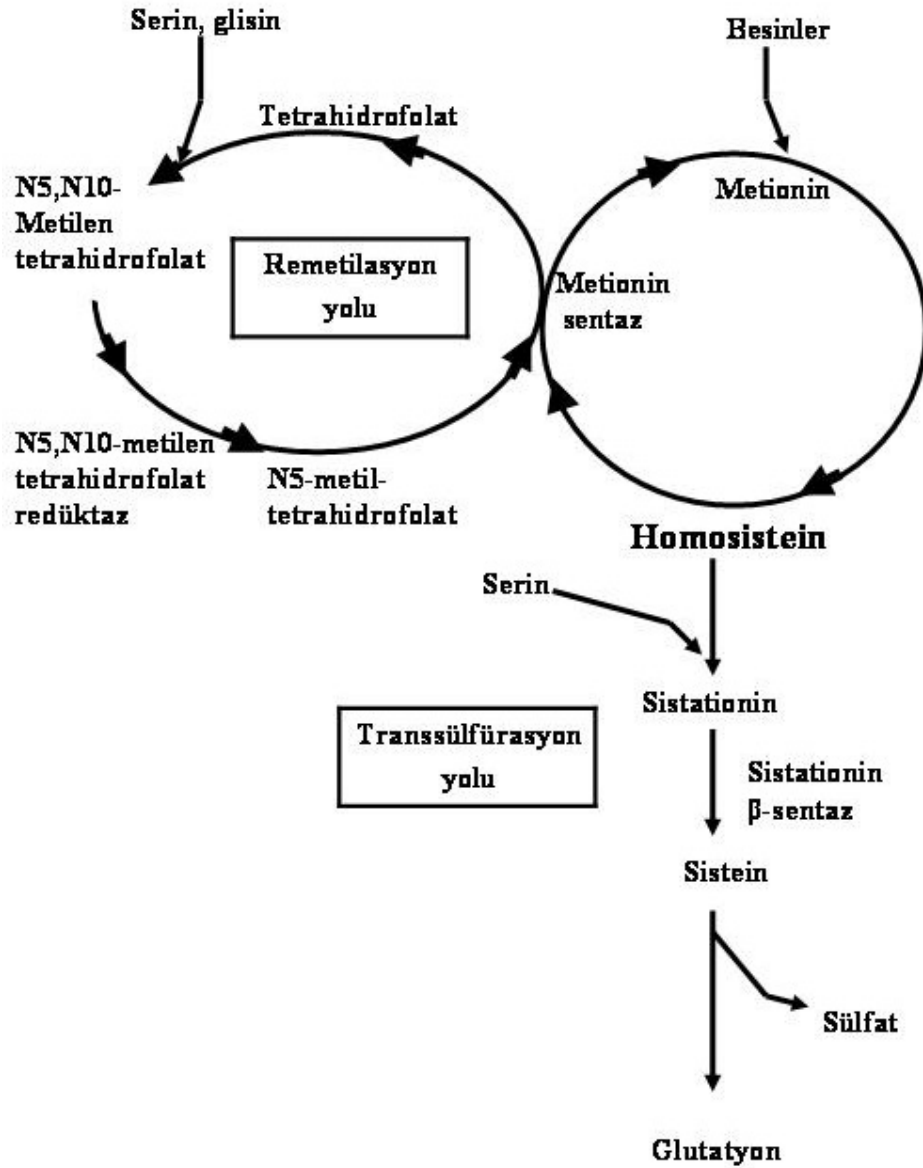 Serin, glisin
Besinler
Tetrahidrofolat
N5,N10-
Metilen
tetrahidrofolat
Metionin
Remetilasyon
yolu
Metionin
sentaz
N5,N10-metilen
tetrahidrofolat
redüktaz
N5-metil-
tetrahidrofolat
Homosistein
Serin
Sistationin
Transsülfürasyon
yolu
Sistationin
β-sentaz
Sistein
Sülfat
Glutatyon